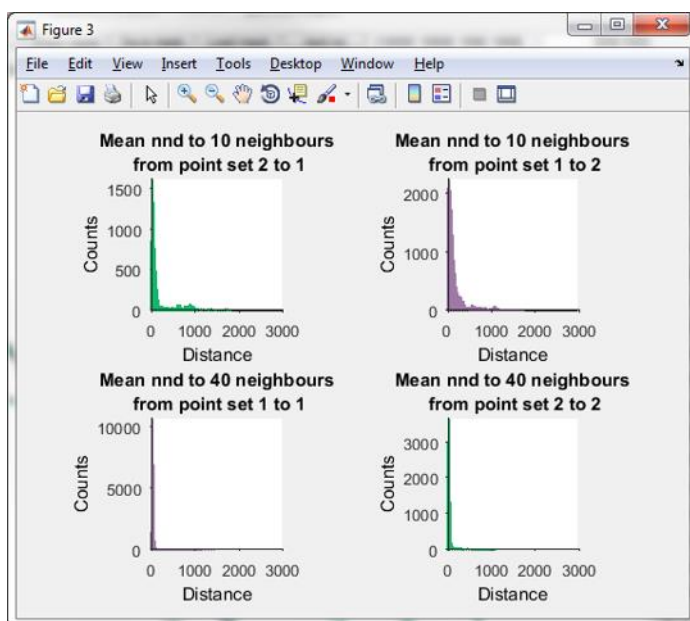 Figure 3
File Edit View Insert Tools Desktop Window Help
Mean nnd to 10 neighbours
from point set 2 to 1
1500
1000
500
0
Counts
0 1000 2000 3000
Distance
Mean nnd to 10 neighbours
from point set 1 to 2
2000
1000
0
Counts
0 1000 2000 3000
Distance
Mean nnd to 40 neighbours
from point set 1 to 1
10000
5000
0
Counts
0 1000 2000 3000
Distance
Mean nnd to 40 neighbours
from point set 2 to 2
3000
2000
1000
0
Counts
0 1000 2000 3000
Distance